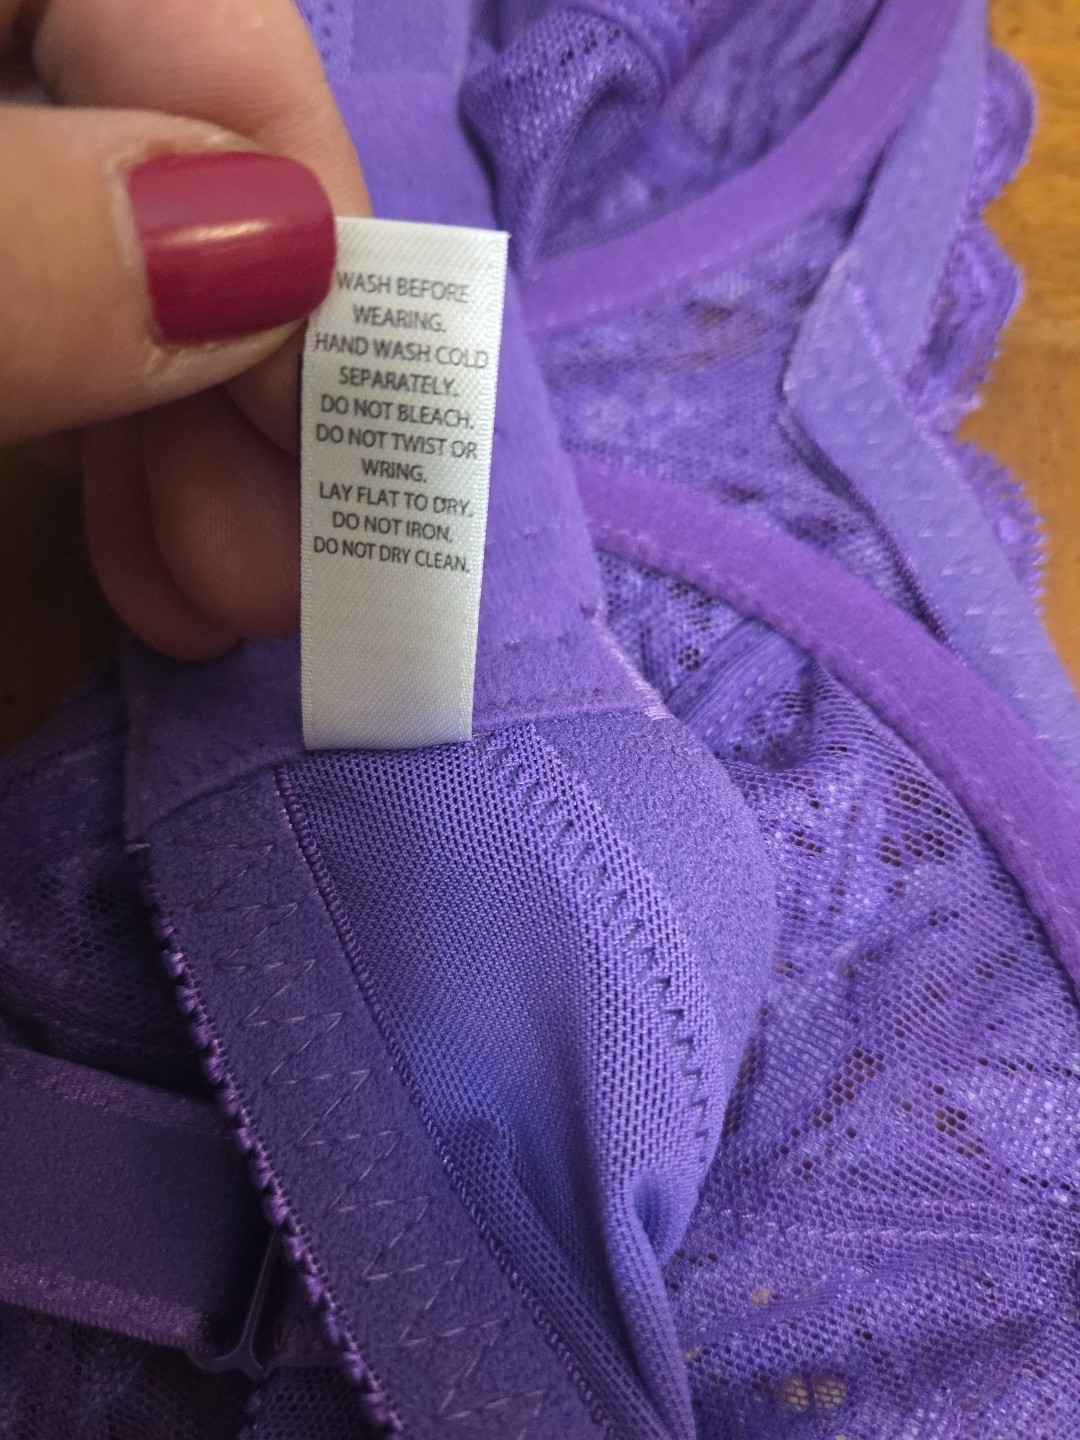 WASH BEFORE
WEARING.
HAND WASH COLD
SEPARATELY.
DO NOT BLEACH.
DO NOT TWIST OR
WRING.
LAY FLAT TO DRY.
DO NOT IRON.
DO NOT DRY CLEAN.